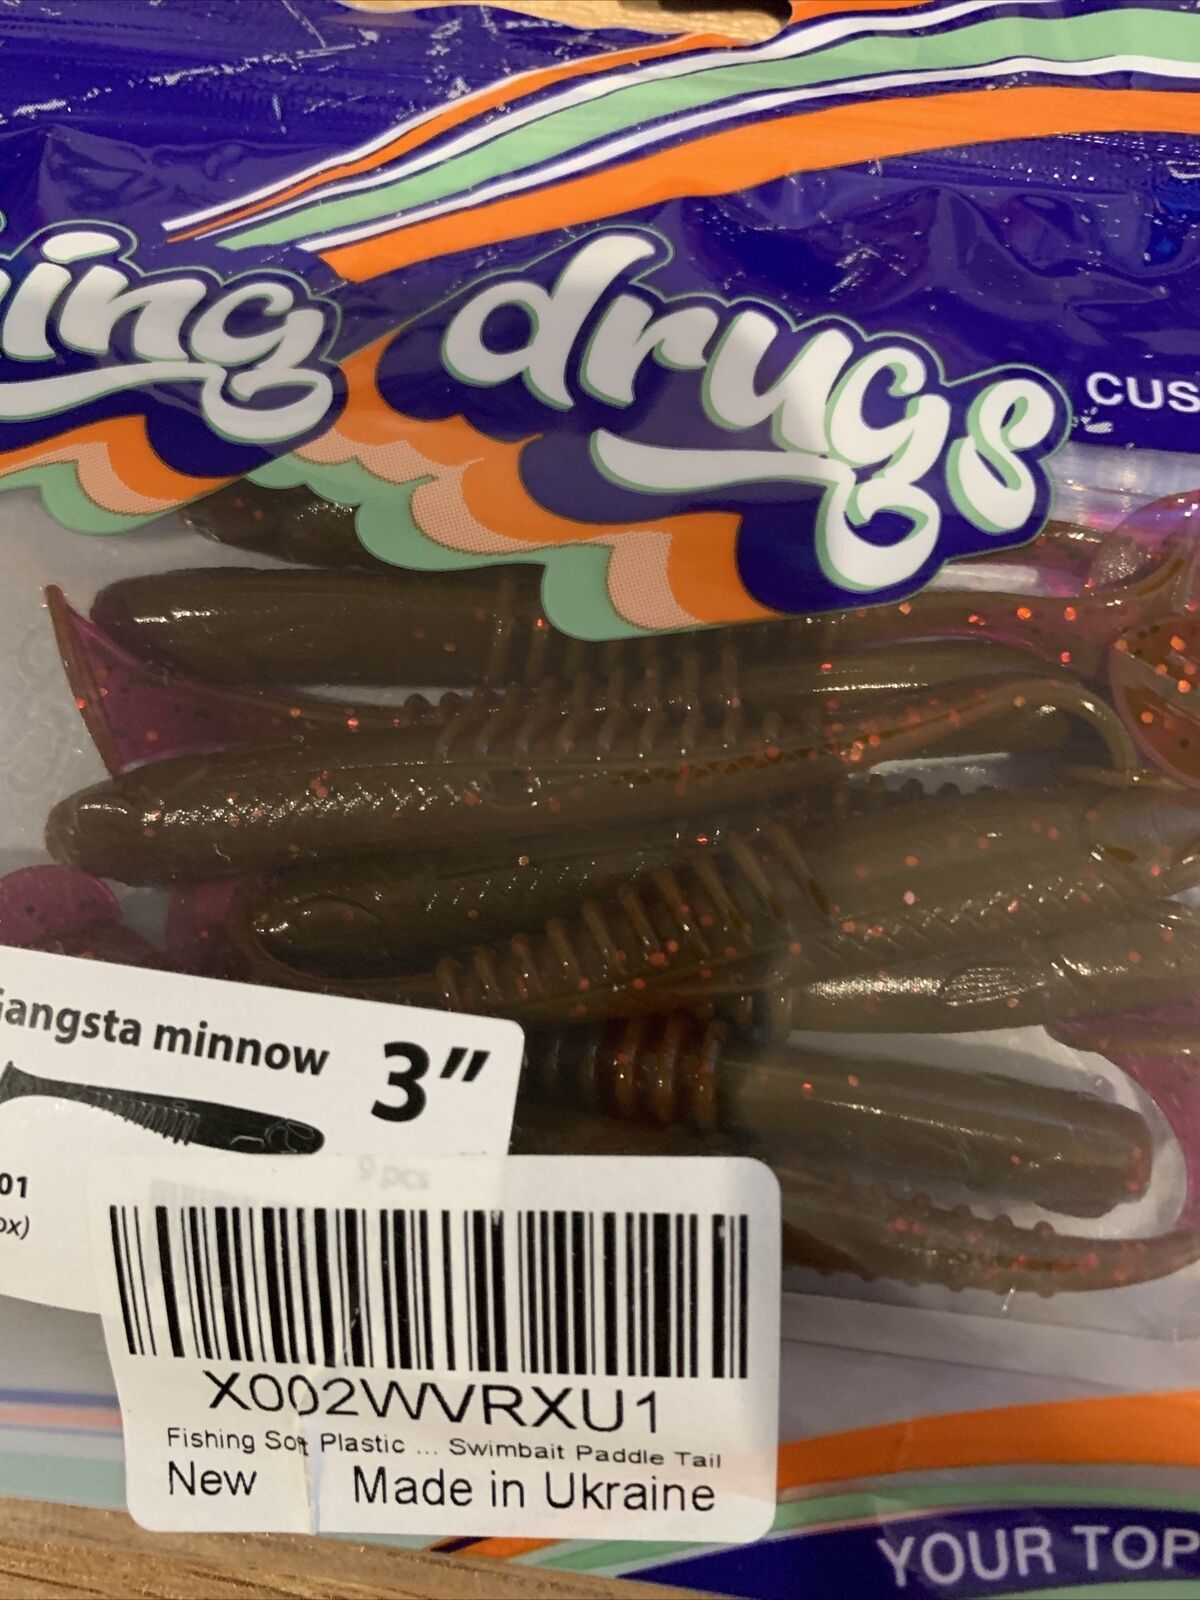 ing drugs
CUS
Gangsta minnow 3"
9 pcs
01
ox)
X002WVRXU1
Fishing Soft Plastic ... Swimbait Paddle Tail
New Made in Ukraine
YOUR TOP